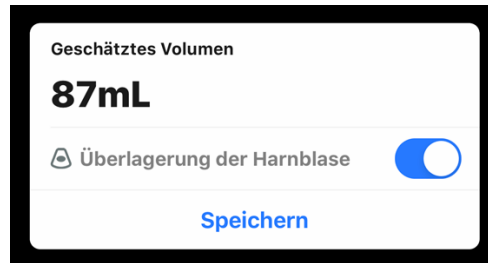 Geschätztes Volumen
87mL
Überlagerung der Harnblase
Speichern